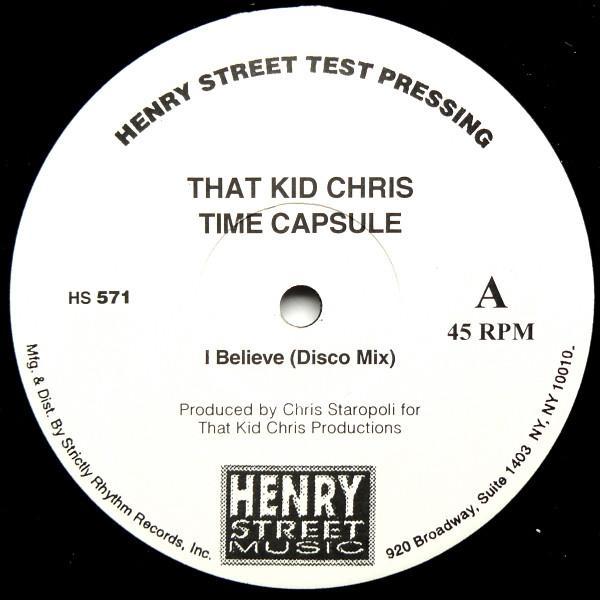 HENRY STREET TEST PRESSING
THAT KID CHRIS
TIME CAPSULE
HS 571
A
45 RPM
I Believe (Disco Mix)
Produced by Chris Staropoli for
That Kid Chris Productions
HENRY
STREET
MUSIC
Mfg. & Dist. By Strictly Rhythm Records, Inc.
920 Broadway, Suite 1403 NY, NY 10010.